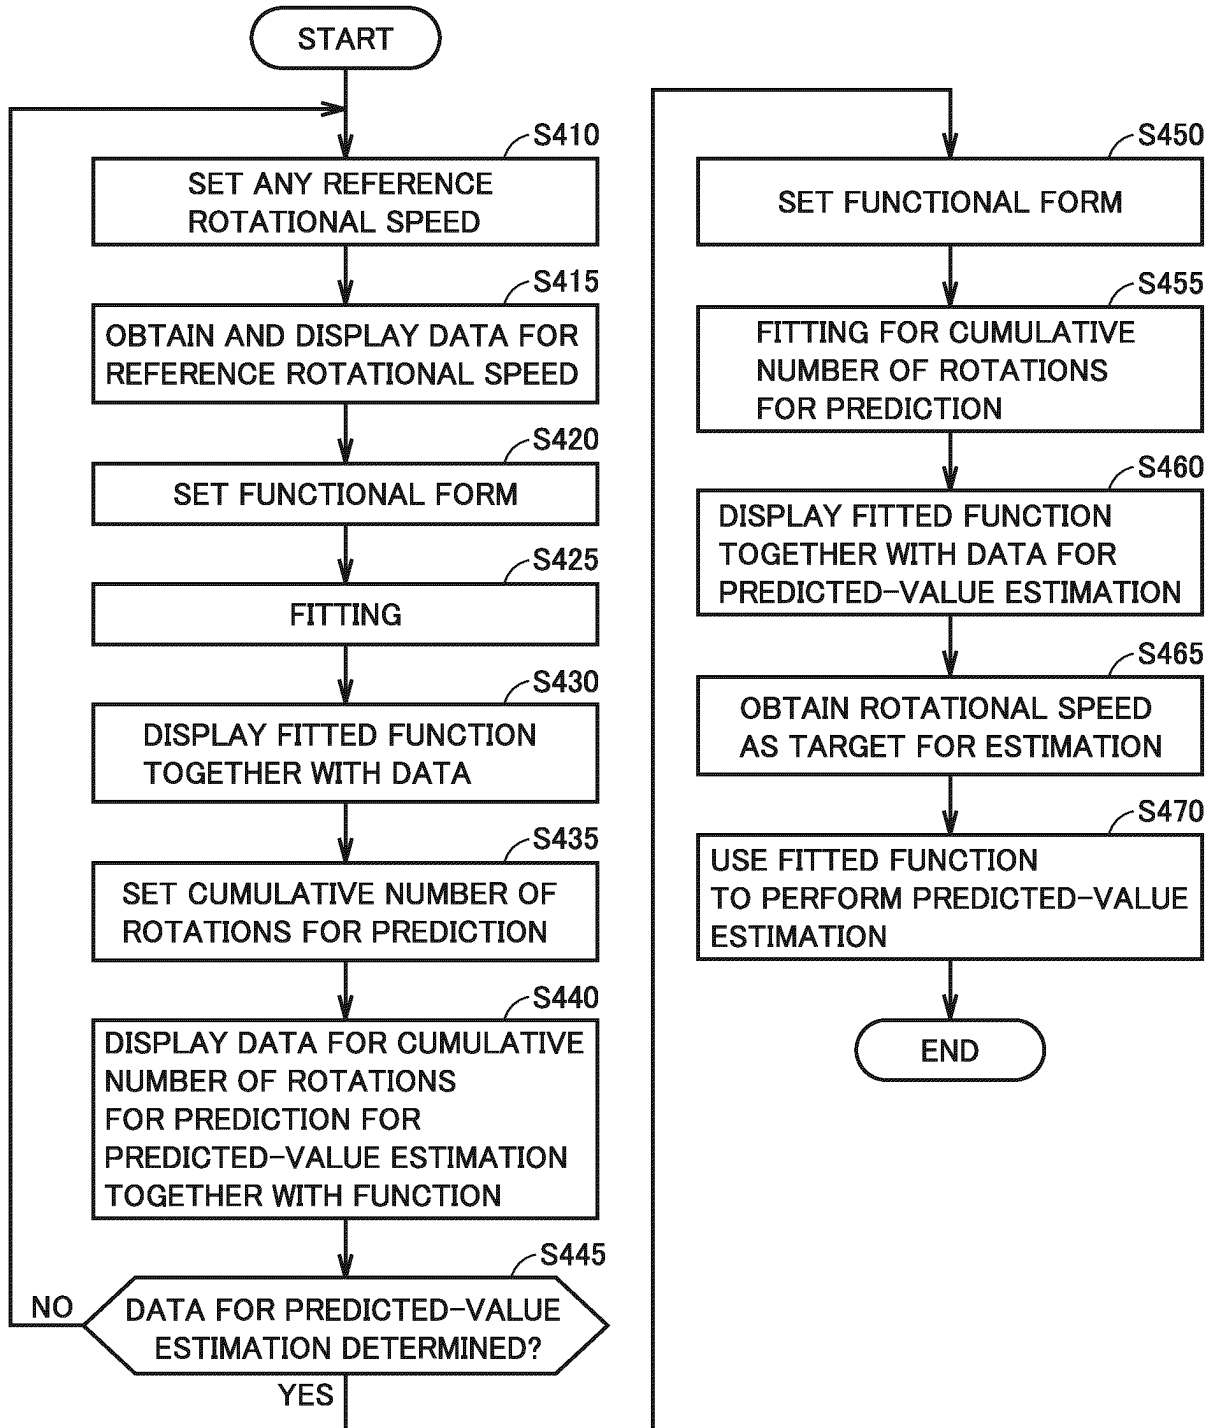 START
S410
SET ANY REFERENCE
ROTATIONAL SPEED
S415
OBTAIN AND DISPLAY DATA FOR
REFERENCE ROTATIONAL SPEED
S420
SET FUNCTIONAL FORM
S425
FITTING
S430
DISPLAY FITTED FUNCTION
TOGETHER WITH DATA
S435
SET CUMULATIVE NUMBER OF
ROTATIONS FOR PREDICTION
S440
DISPLAY DATA FOR CUMULATIVE
NUMBER OF ROTATIONS
FOR PREDICTION FOR
PREDICTED-VALUE ESTIMATION
TOGETHER WITH FUNCTION
S445
NO
DATA FOR PREDICTED-VALUE
ESTIMATION DETERMINED?
YES
S450
SET FUNCTIONAL FORM
S455
FITTING FOR CUMULATIVE
NUMBER OF ROTATIONS
FOR PREDICTION
S460
DISPLAY FITTED FUNCTION
TOGETHER WITH DATA FOR
PREDICTED-VALUE ESTIMATION
S465
OBTAIN ROTATIONAL SPEED
AS TARGET FOR ESTIMATION
S470
USE FITTED FUNCTION
TO PERFORM PREDICTED-VALUE
ESTIMATION
END